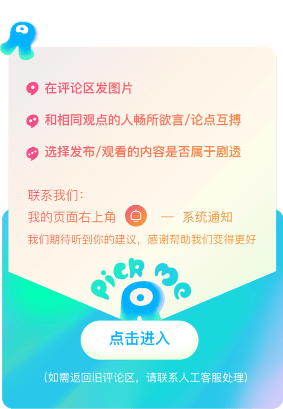 在评论区发图片
和相同观点的人畅所欲言/论点互搏
选择发布/观看的内容是否属于剧透
联系我们:
我的页面右上角 — 系统通知
我们期待听到你的建议，感谢帮助我们变得更好
PICK ME
点击进入
（如需返回旧评论区，请联系人工客服处理）